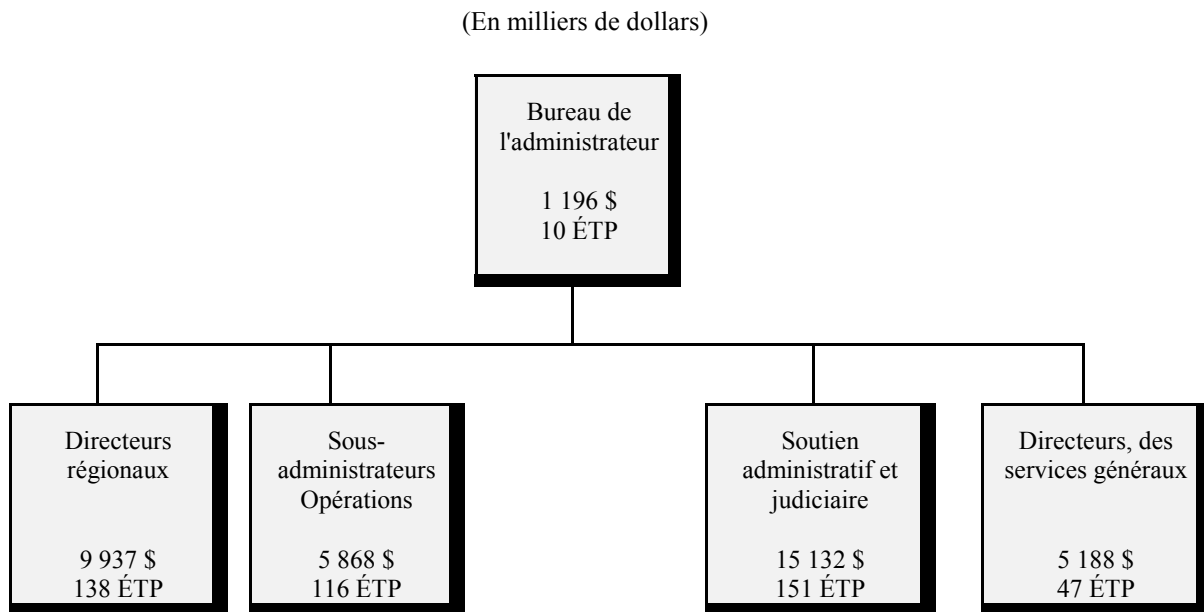 (En milliers de dollars)
Bureau de
l'administrateur
1 196 $
10 ÉTP
Directeurs
régionaux
9 937 $
138 ÉTP
Sous-
administrateurs
Opérations
5 868 $
116 ÉTP
Soutien
administratif et
judiciaire
15 132 $
151 ÉTP
Directeurs, des
services généraux
5 188 $
47 ÉTP